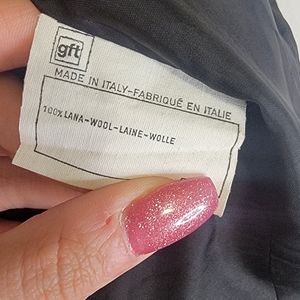 gft
MADE IN ITALY-FABRIQUÉ EN ITALIE
100% LANA-WOOL-LAINE-WOLLE